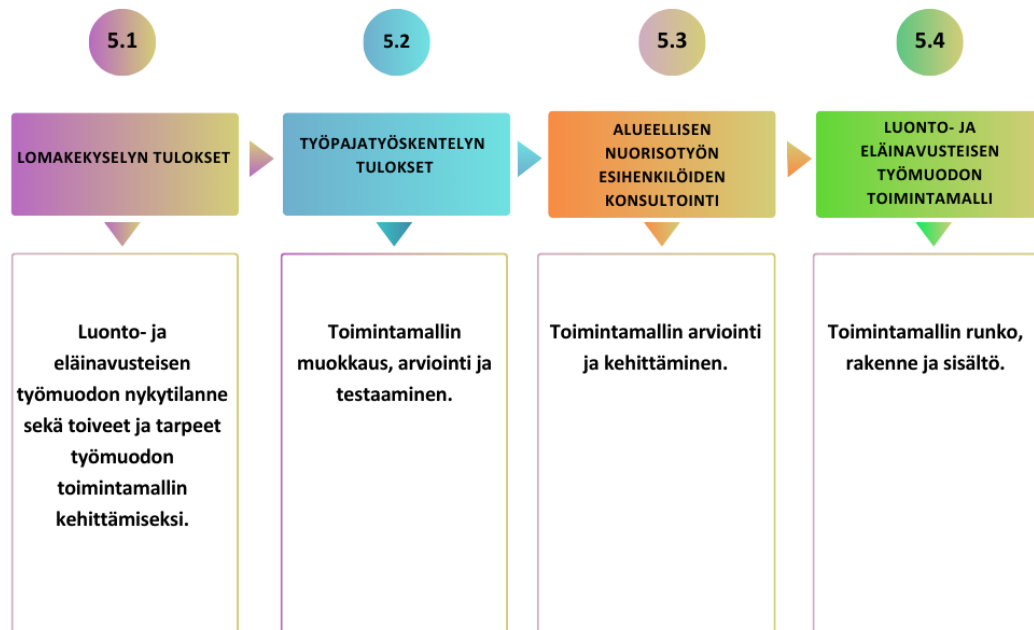 5.1
5.2
5.3
5.4
LOMAKEKYSELYN TULOKSET
TYÖPAJATYÖSKENTELYN
TULOKSET
ALUEELLISEN
NUORISOTYÖN
ESIHENKILÖIDEN
KONSULTOINTI
LUONTO- JA
ELÄINAVUSTEISEN
TYÖMUODON
TOIMINTAMALLI
Luonto- ja
eläinavusteisen
työmuodon nykytilanne
sekä toiveet ja tarpeet
työmuodon
toimintamallin
kehittämiseksi.
Toimintamallin
muokkaus, arviointi ja
testaaminen.
Toimintamallin arviointi
ja kehittäminen.
Toimintamallin runko,
rakenne ja sisältö.